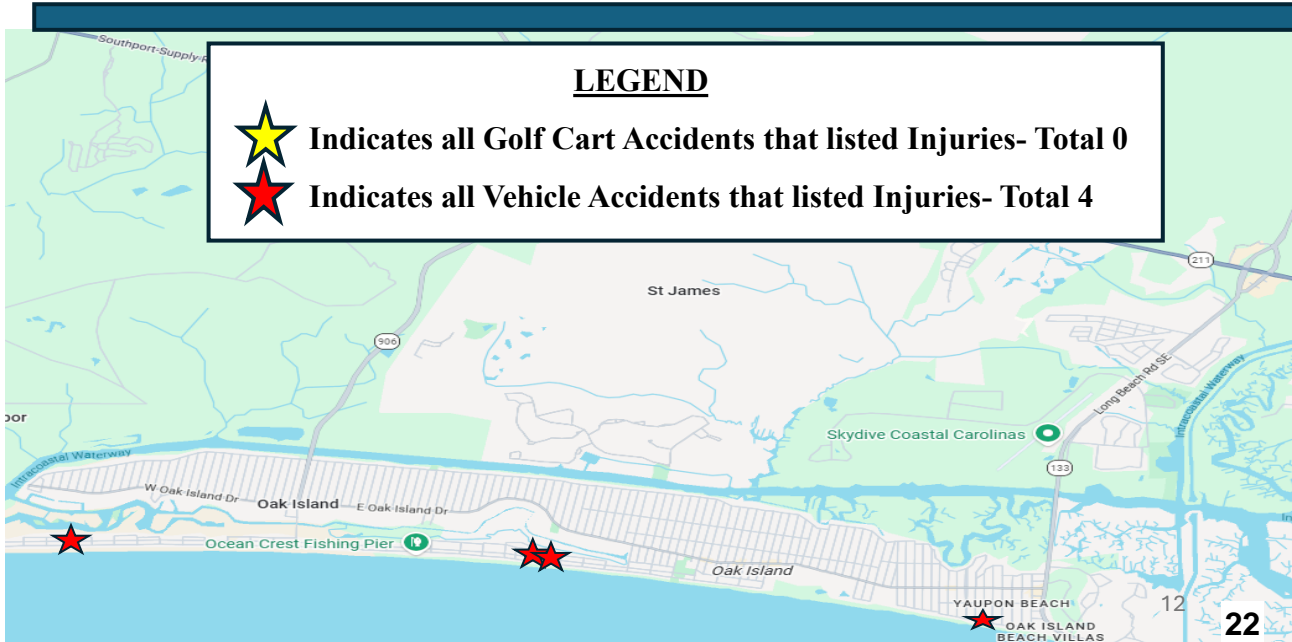 Southport-Supply-R
LEGEND
Indicates all Golf Cart Accidents that listed Injuries- Total 0
Indicates all Vehicle Accidents that listed Injuries- Total 4
211
St James
906
Long Beach Rd SE
Intracoastal Waterway
oor
Skydive Coastal Carolinas
133
Intracoastal Waterway
W Oak Island Dr
Oak Island
E Oak Island Dr
Ocean Crest Fishing Pier
Oak Island
YAUPON BEACH
OAK ISLAND
BEACH VILLAS
12
22